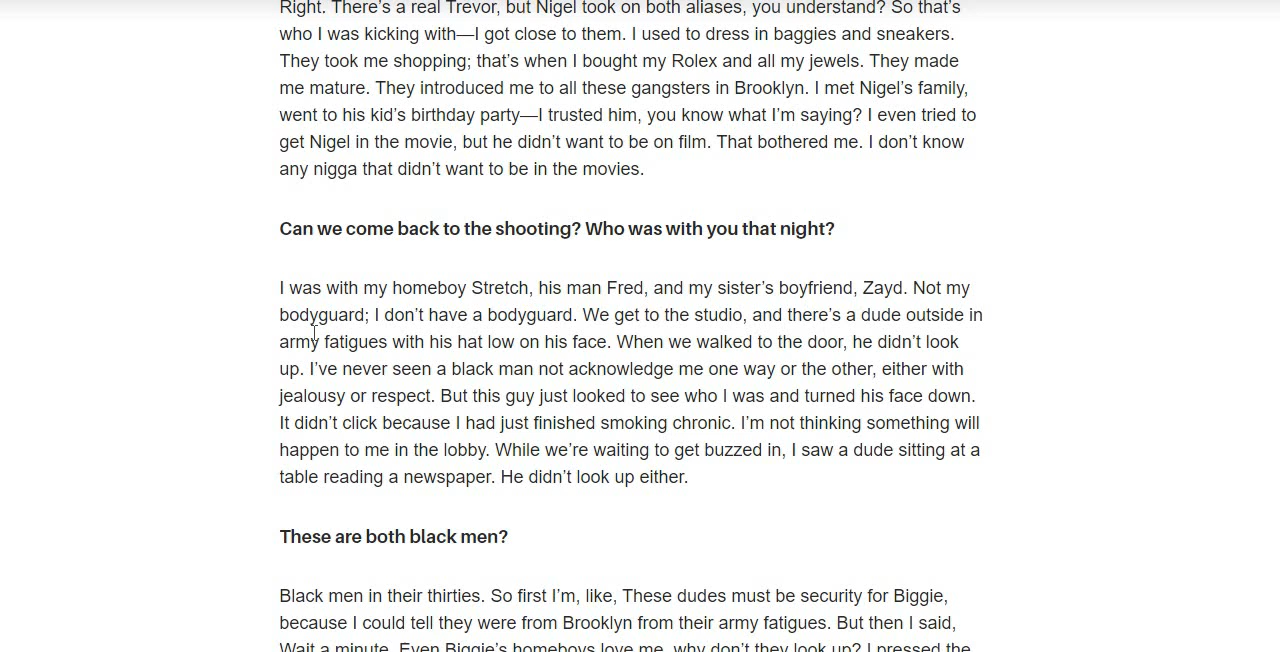 Right. There’s a real Trevor, but Nigel took on both aliases, you understand? So that’s
who I was kicking with—I got close to them. I used to dress in baggies and sneakers.
They took me shopping; that’s when I bought my Rolex and all my jewels. They made
me mature. They introduced me to all these gangsters in Brooklyn. I met Nigel’s family,
went to his kid’s birthday party—I trusted him, you know what I’m saying? I even tried to
get Nigel in the movie, but he didn’t want to be on film. That bothered me. I don’t know
any nigga that didn’t want to be in the movies.
Can we come back to the shooting? Who was with you that night?
I was with my homeboy Stretch, his man Fred, and my sister’s boyfriend, Zayd. Not my
bodyguard; I don’t have a bodyguard. We get to the studio, and there’s a dude outside in
army fatigues with his hat low on his face. When we walked to the door, he didn’t look
up. I’ve never seen a black man not acknowledge me one way or the other, either with
jealousy or respect. But this guy just looked to see who I was and turned his face down.
It didn’t click because I had just finished smoking chronic. I’m not thinking something will
happen to me in the lobby. While we’re waiting to get buzzed in, I saw a dude sitting at a
table reading a newspaper. He didn’t look up either.
These are both black men?
Black men in their thirties. So first I’m, like, These dudes must be security for Biggie,
because I could tell they were from Brooklyn from their army fatigues. But then I said,
Wait a minute. Even Biggie’s homeboys love me, why don’t they look up? I pressed the